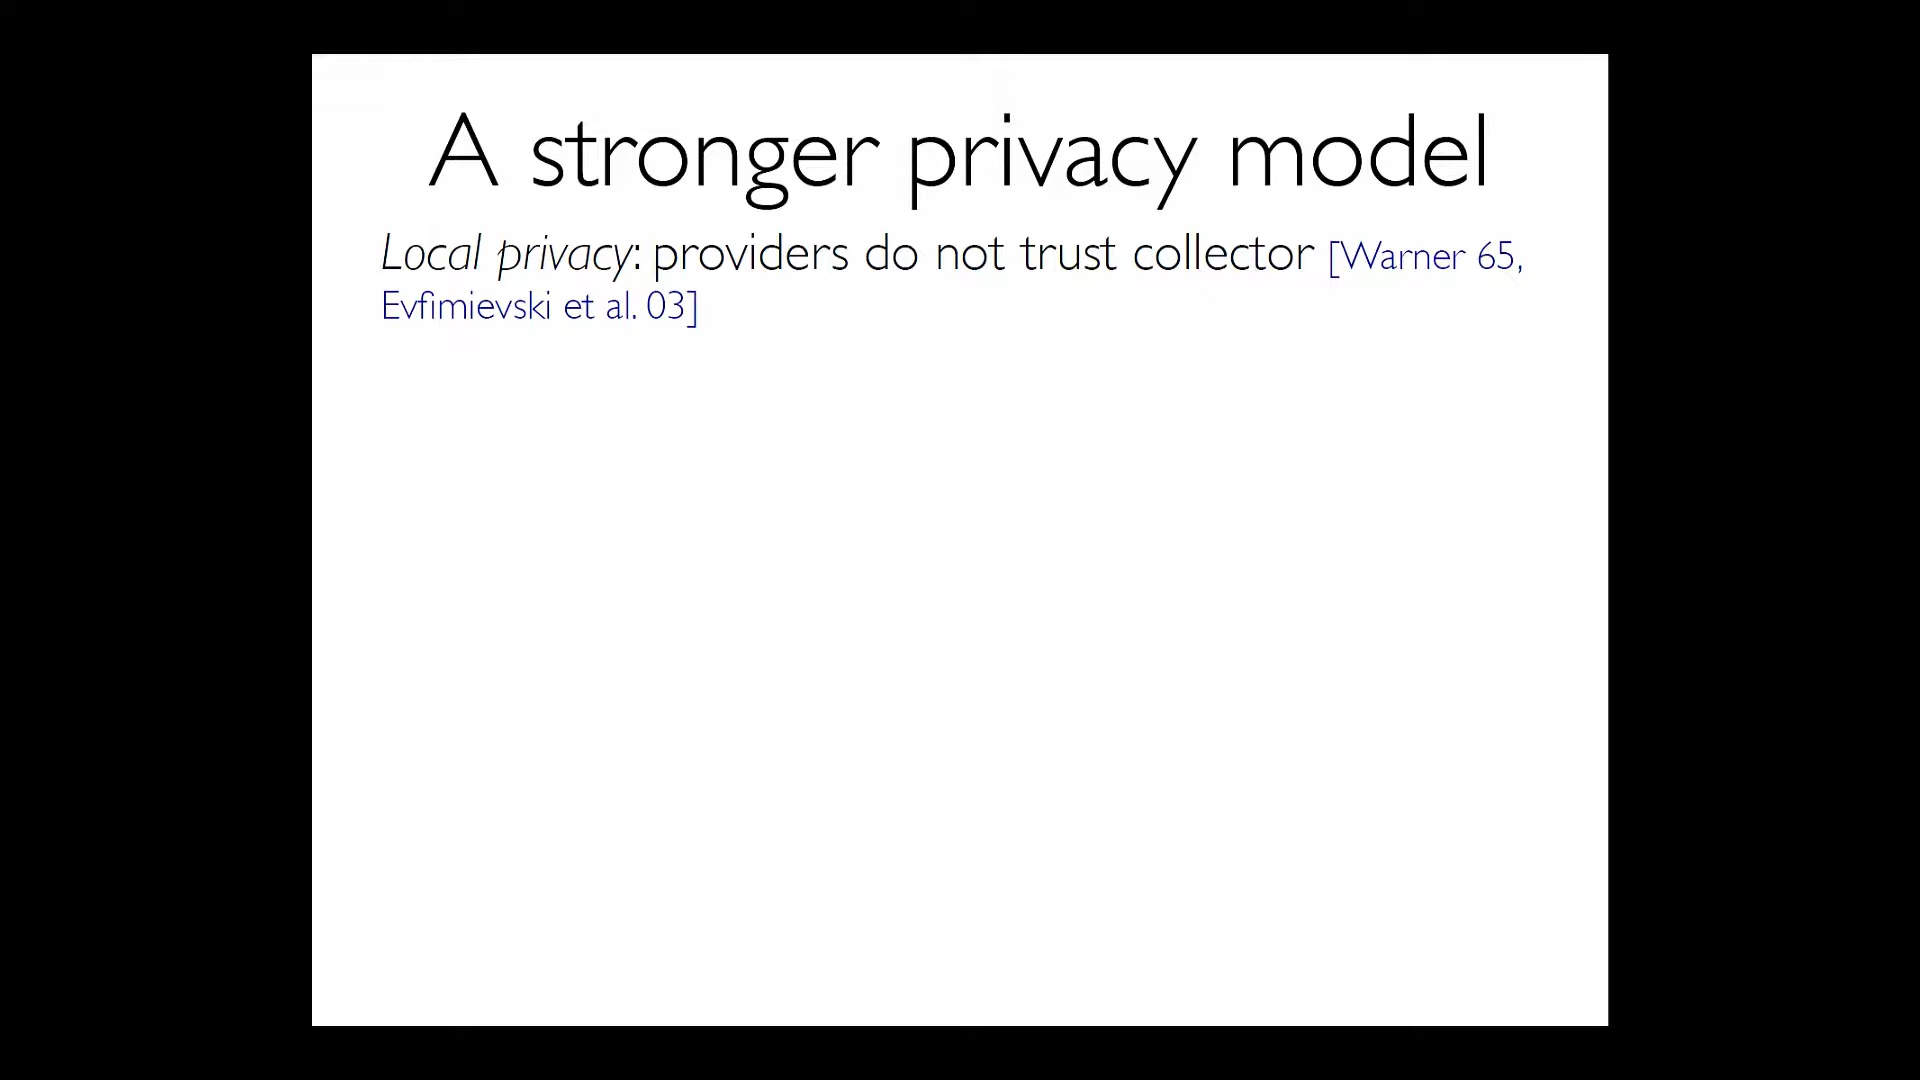 A stronger privacy model
Local privacy: providers do not trust collector [Warner 65,
Evfimievski et al. 03]